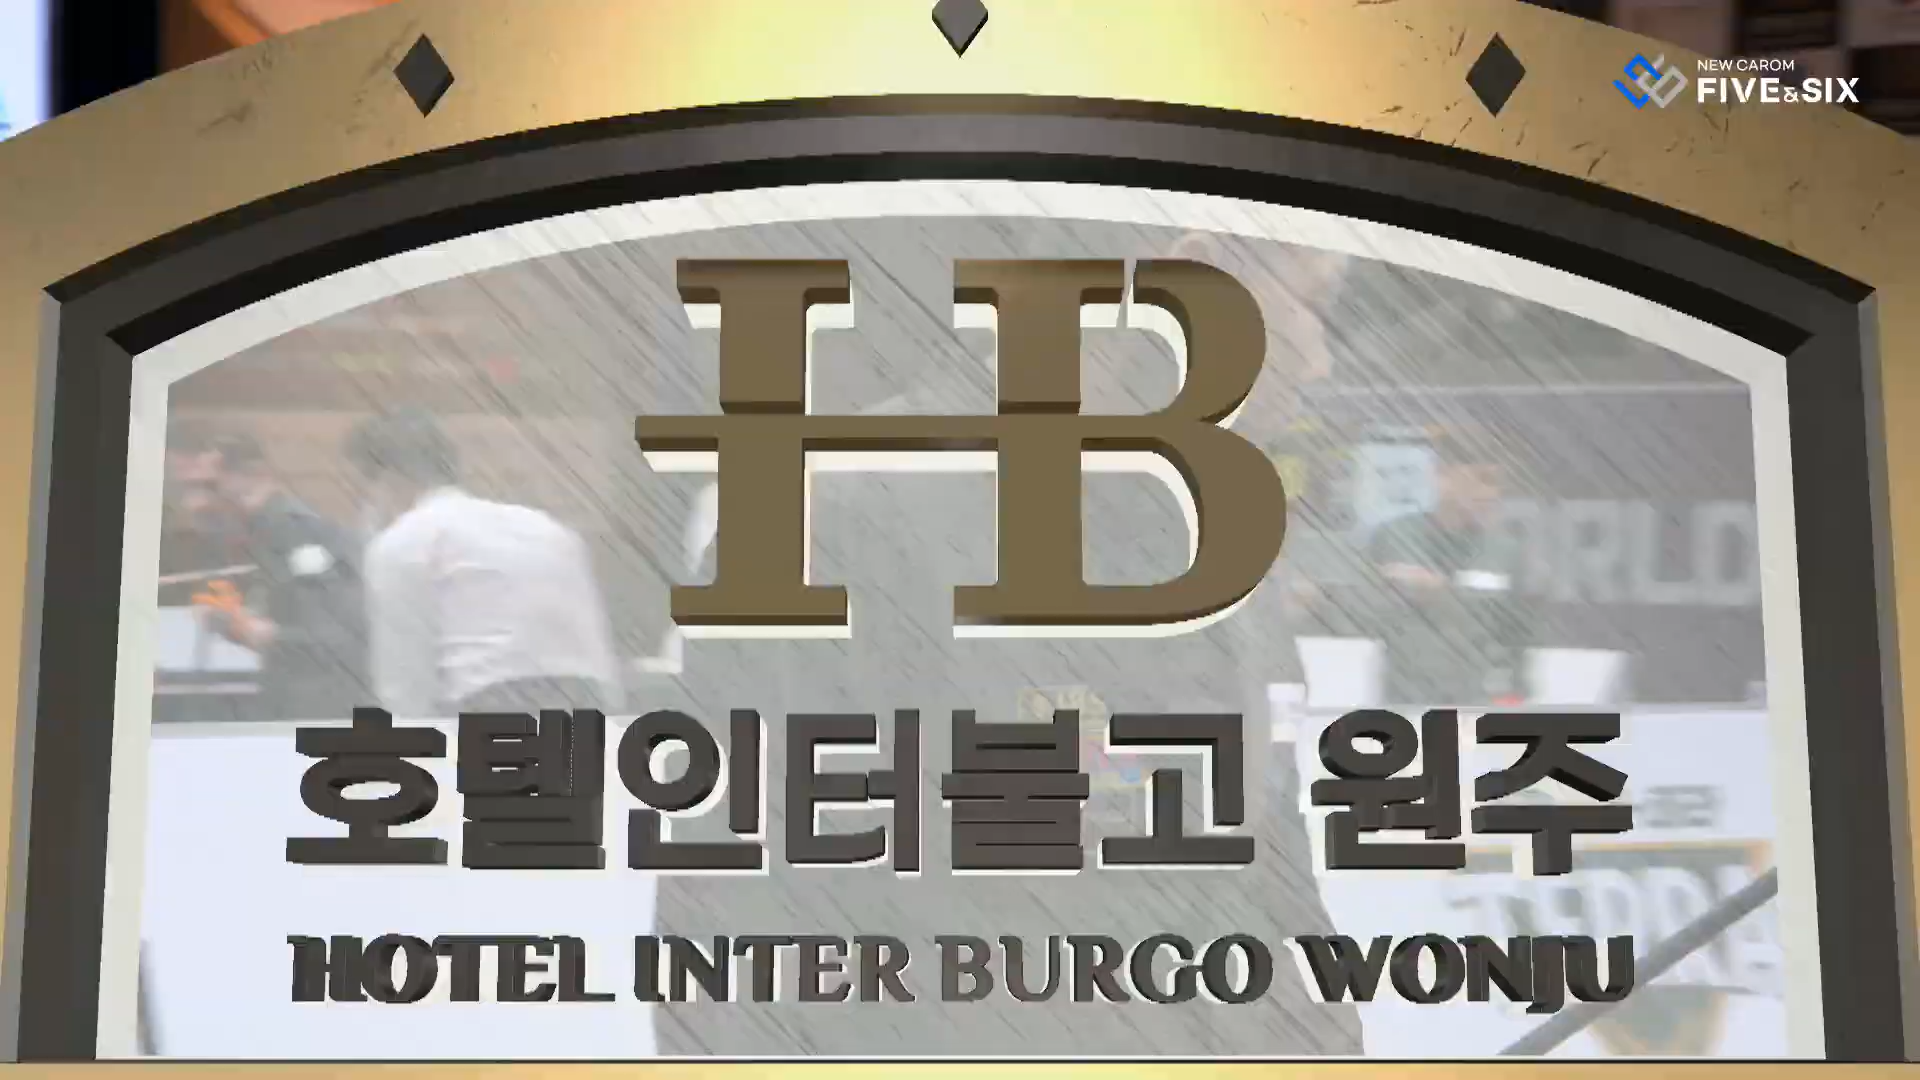 NEW CAROM
FIVE&SIX
HB
호텔인터불고 원주
HOTEL INTER BURGO WONJU